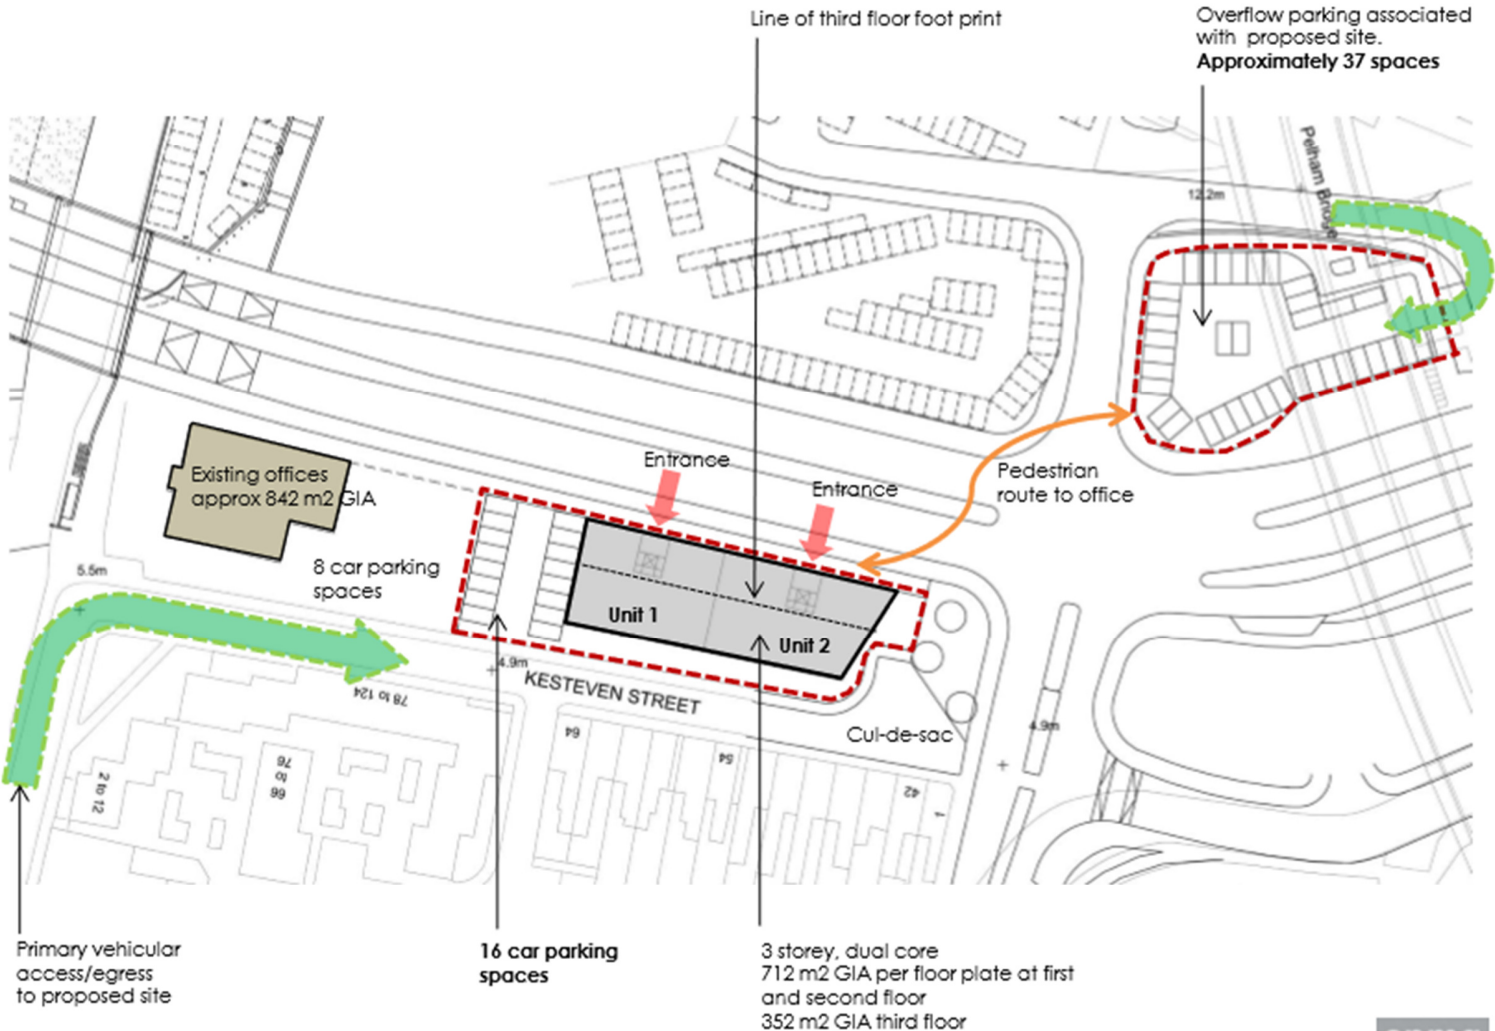 Line of third floor foot print
Overflow parking associated
with proposed site.
Approximately 37 spaces
Pelham Bridge
12.2m
Entrance
Existing offices
approx 842 m2 GIA
Pedestrian
route to office
Entrance
8 car parking
spaces
5.5m
Unit 1
Unit 2
4.9m
KESTEVEN STREET
78 to 124
64
54
Cul-de-sac
4.9m
42
1
2 to 12
66
to
76
Primary vehicular
access/egress
to proposed site
16 car parking
spaces
3 storey, dual core
712 m2 GIA per floor plate at first
and second floor
352 m2 GIA third floor